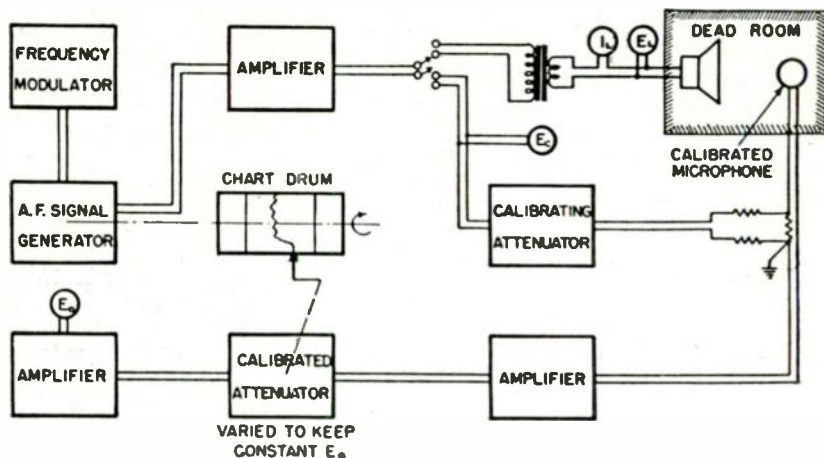 FREQUENCY
MODULATOR
AMPLIFIER
I L
E L
DEAD ROOM
CALIBRATED
MICROPHONE
E C
A.F. SIGNAL
GENERATOR
CHART DRUM
CALIBRATING
ATTENUATOR
E o
AMPLIFIER
CALIBRATED
ATTENUATOR
AMPLIFIER
VARIED TO KEEP
CONSTANT E o